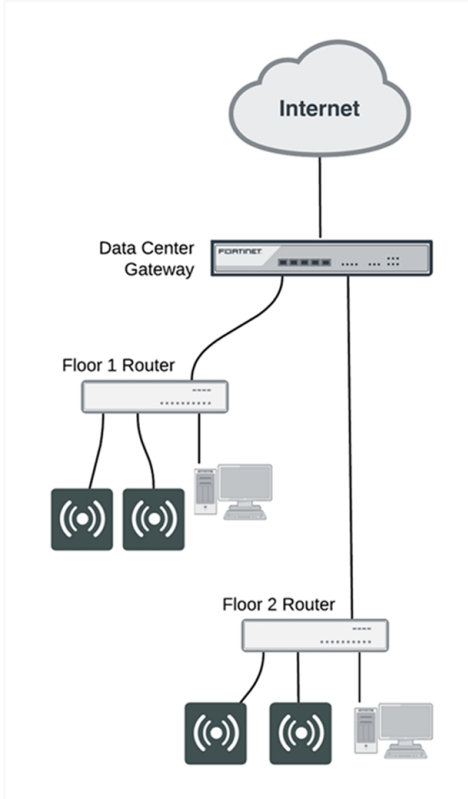 Internet
FORTINET
Data Center
Gateway
Floor 1 Router
Floor 2 Router